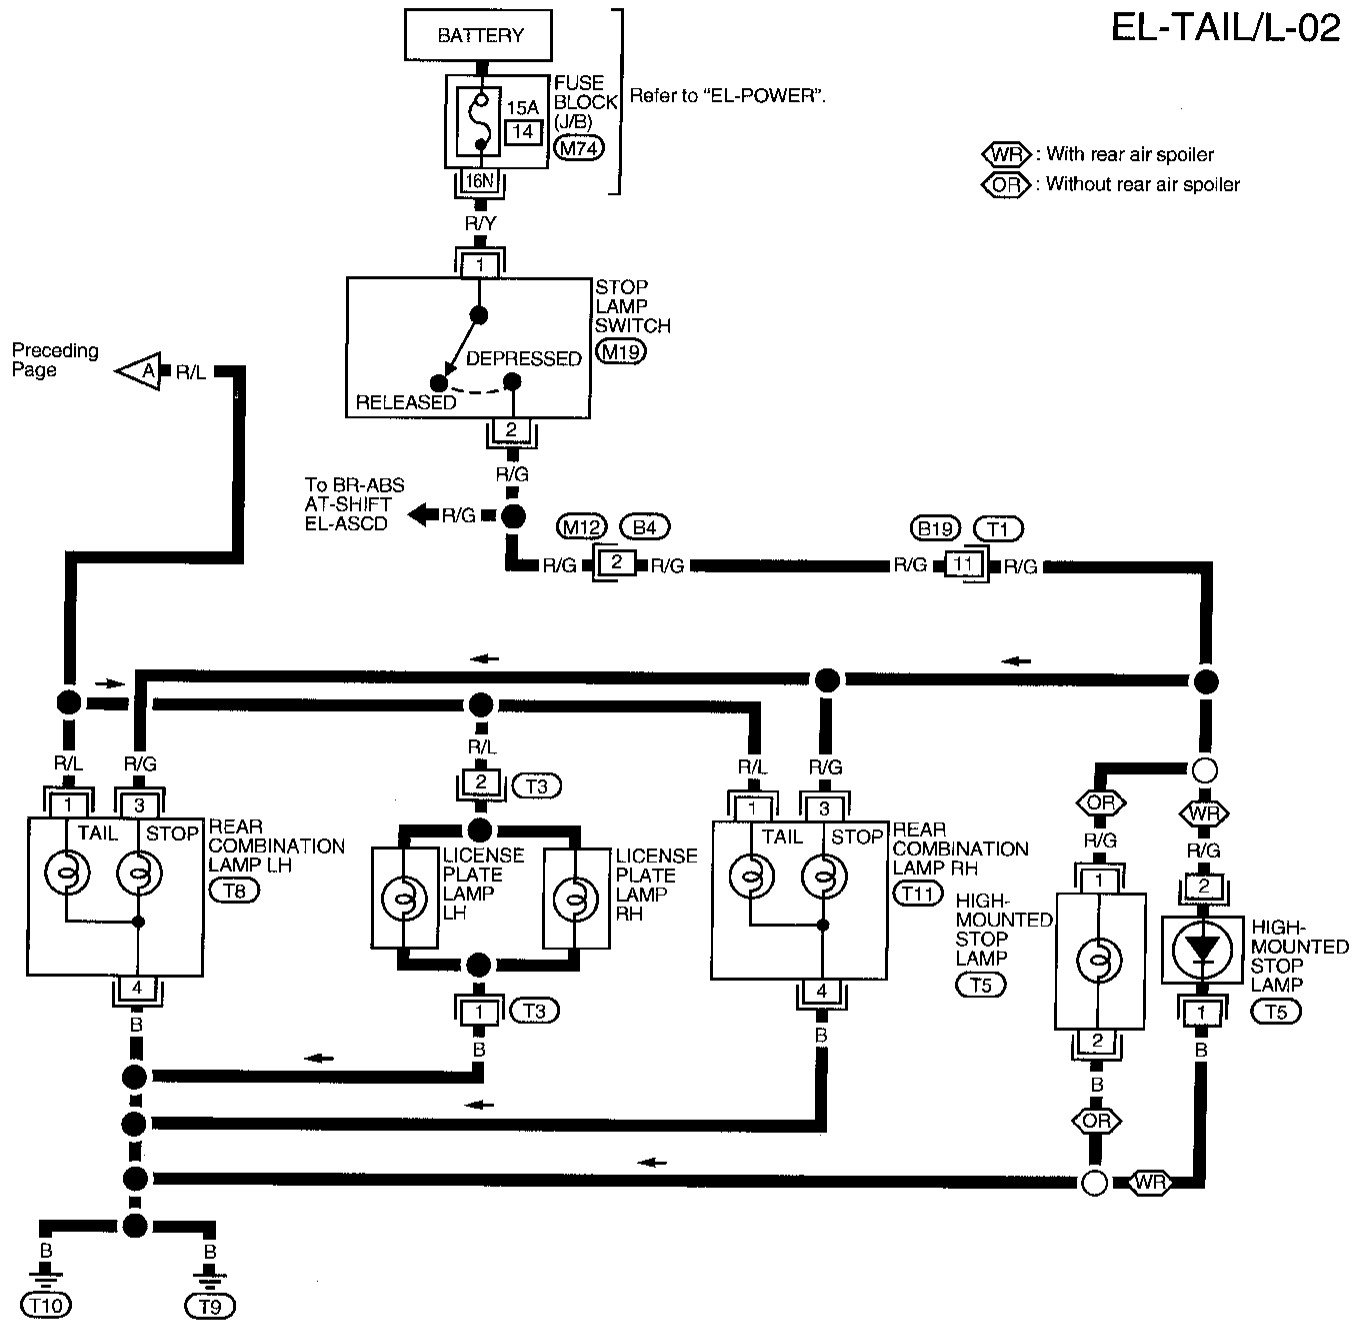 EL-TAIL/L-02
BATTERY
FUSE
BLOCK
(J/B)
M74
15A
14
16N
Refer to "EL-POWER".
WR : With rear air spoiler
OR : Without rear air spoiler
R/Y
1
STOP
LAMP
SWITCH
M19
DEPRESSED
RELEASED
2
Preceding
Page
A R/L
R/G
To BR-ABS
AT-SHIFT
EL-ASCD
R/G
M12 B4
B19 T1
R/G 2 R/G
R/G 11 R/G
R/L R/G
1 3
TAIL STOP
REAR
COMBINATION
LAMP LH
T8
4
B
R/L
2 T3
LICENSE
PLATE
LAMP
LH
LICENSE
PLATE
LAMP
RH
1 T3
B
R/L R/G
1 3
TAIL STOP
REAR
COMBINATION
LAMP RH
T11
4
B
OR
R/G
1
HIGH-
MOUNTED
STOP
LAMP
T5
2
B
OR
WR
R/G
2
HIGH-
MOUNTED
STOP
LAMP
T5
1
B
WR
B B
T10 T9